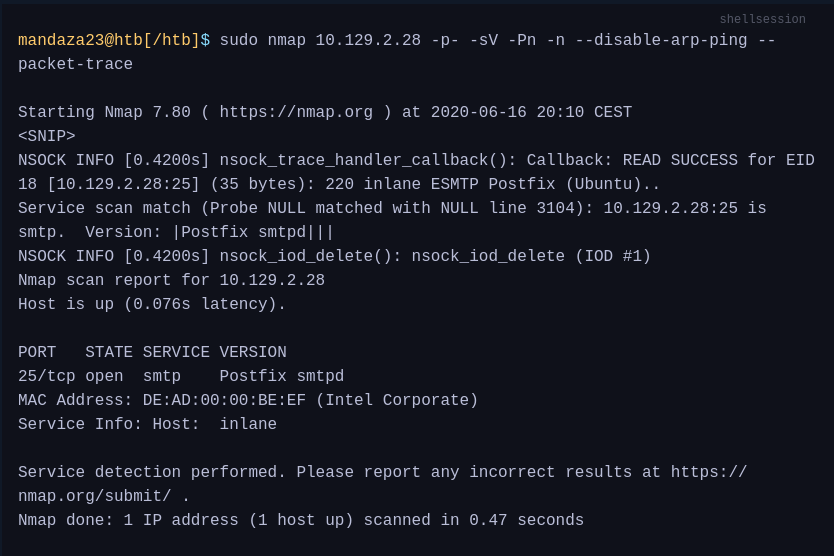 shellsession
mandaza23@htb[/htb]$ sudo nmap 10.129.2.28 -p- -sV -Pn -n --disable-arp-ping --
packet-trace
Starting Nmap 7.80 ( https://nmap.org ) at 2020-06-16 20:10 CEST
<SNIP>
NSOCK INFO [0.4200s] nsock_trace_handler_callback(): Callback: READ SUCCESS for EID
18 [10.129.2.28:25] (35 bytes): 220 inlane ESMTP Postfix (Ubuntu)..
Service scan match (Probe NULL matched with NULL line 3104): 10.129.2.28:25 is
smtp.  Version: |Postfix smtpd|||
NSOCK INFO [0.4200s] nsock_iod_delete(): nsock_iod_delete (IOD #1)
Nmap scan report for 10.129.2.28
Host is up (0.076s latency).
PORT   STATE SERVICE VERSION
25/tcp open  smtp    Postfix smtpd
MAC Address: DE:AD:00:00:BE:EF (Intel Corporate)
Service Info: Host:  inlane
Service detection performed. Please report any incorrect results at https://
nmap.org/submit/ .
Nmap done: 1 IP address (1 host up) scanned in 0.47 seconds